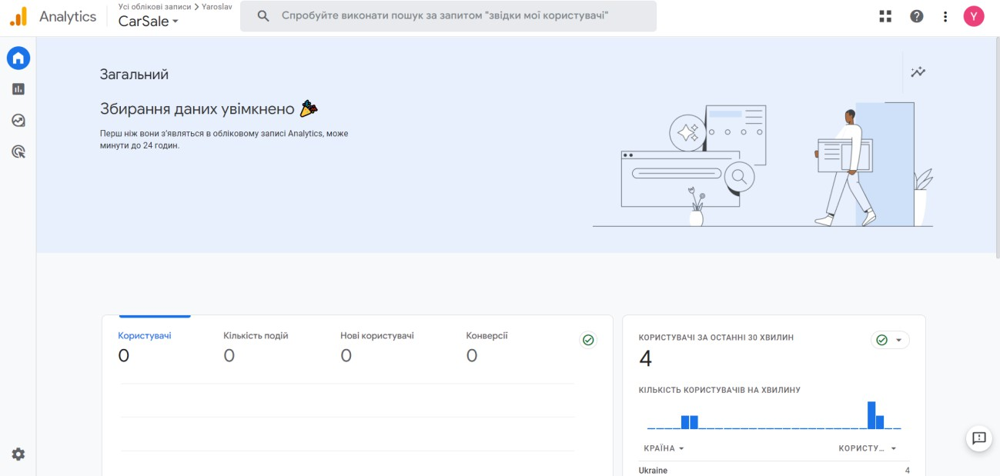 Analytics
Усі облікові записи > Yaroslav
CarSale
Спробуйте виконати пошук за запитом "звідки мої користувачі"
Y
Загальний
Збирання даних увімкнено 🎉
Перш ніж вони з'являться в обліковому записі Analytics, може
минути до 24 годин.
Користувачі
0
Кількість подій
0
Нові користувачі
0
Конверсії
0
КОРИСТУВАЧІ ЗА ОСТАННІ 30 ХВИЛИН
4
КІЛЬКІСТЬ КОРИСТУВАЧІВ НА ХВИЛИНУ
КРАЇНА КОРИСТУ…
Ukraine 4